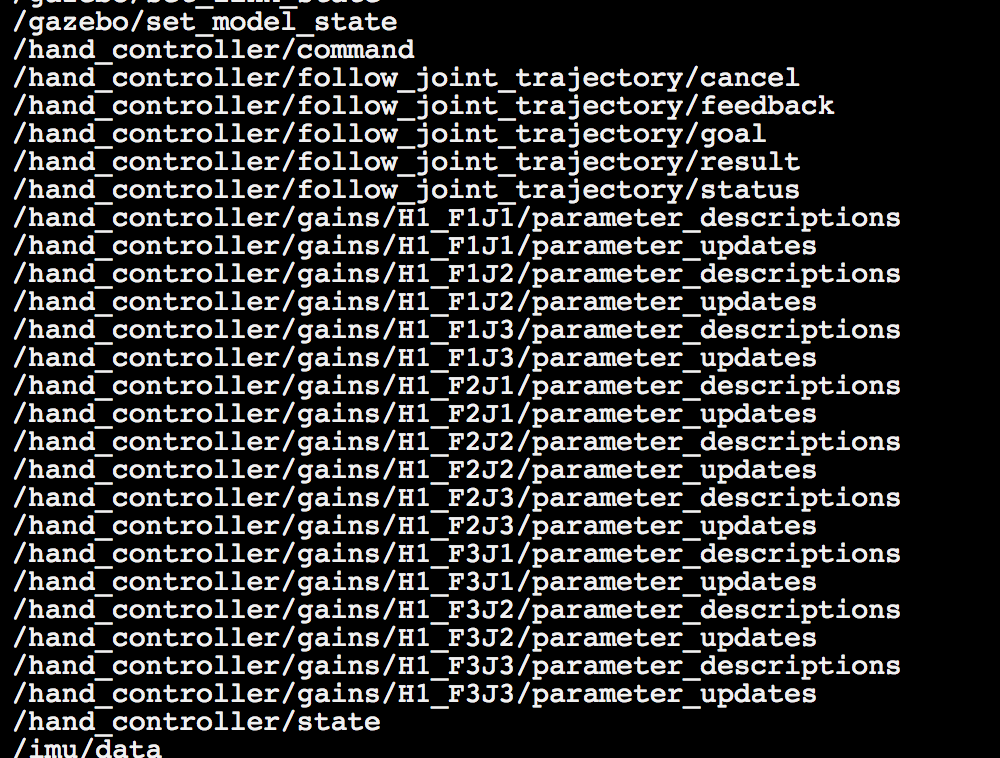 /gazebo/set_link_state
/gazebo/set_model_state
/hand_controller/command
/hand_controller/follow_joint_trajectory/cancel
/hand_controller/follow_joint_trajectory/feedback
/hand_controller/follow_joint_trajectory/goal
/hand_controller/follow_joint_trajectory/result
/hand_controller/follow_joint_trajectory/status
/hand_controller/gains/H1_F1J1/parameter_descriptions
/hand_controller/gains/H1_F1J1/parameter_updates
/hand_controller/gains/H1_F1J2/parameter_descriptions
/hand_controller/gains/H1_F1J2/parameter_updates
/hand_controller/gains/H1_F1J3/parameter_descriptions
/hand_controller/gains/H1_F1J3/parameter_updates
/hand_controller/gains/H1_F2J1/parameter_descriptions
/hand_controller/gains/H1_F2J1/parameter_updates
/hand_controller/gains/H1_F2J2/parameter_descriptions
/hand_controller/gains/H1_F2J2/parameter_updates
/hand_controller/gains/H1_F2J3/parameter_descriptions
/hand_controller/gains/H1_F2J3/parameter_updates
/hand_controller/gains/H1_F3J1/parameter_descriptions
/hand_controller/gains/H1_F3J1/parameter_updates
/hand_controller/gains/H1_F3J2/parameter_descriptions
/hand_controller/gains/H1_F3J2/parameter_updates
/hand_controller/gains/H1_F3J3/parameter_descriptions
/hand_controller/gains/H1_F3J3/parameter_updates
/hand_controller/state
/imu/data